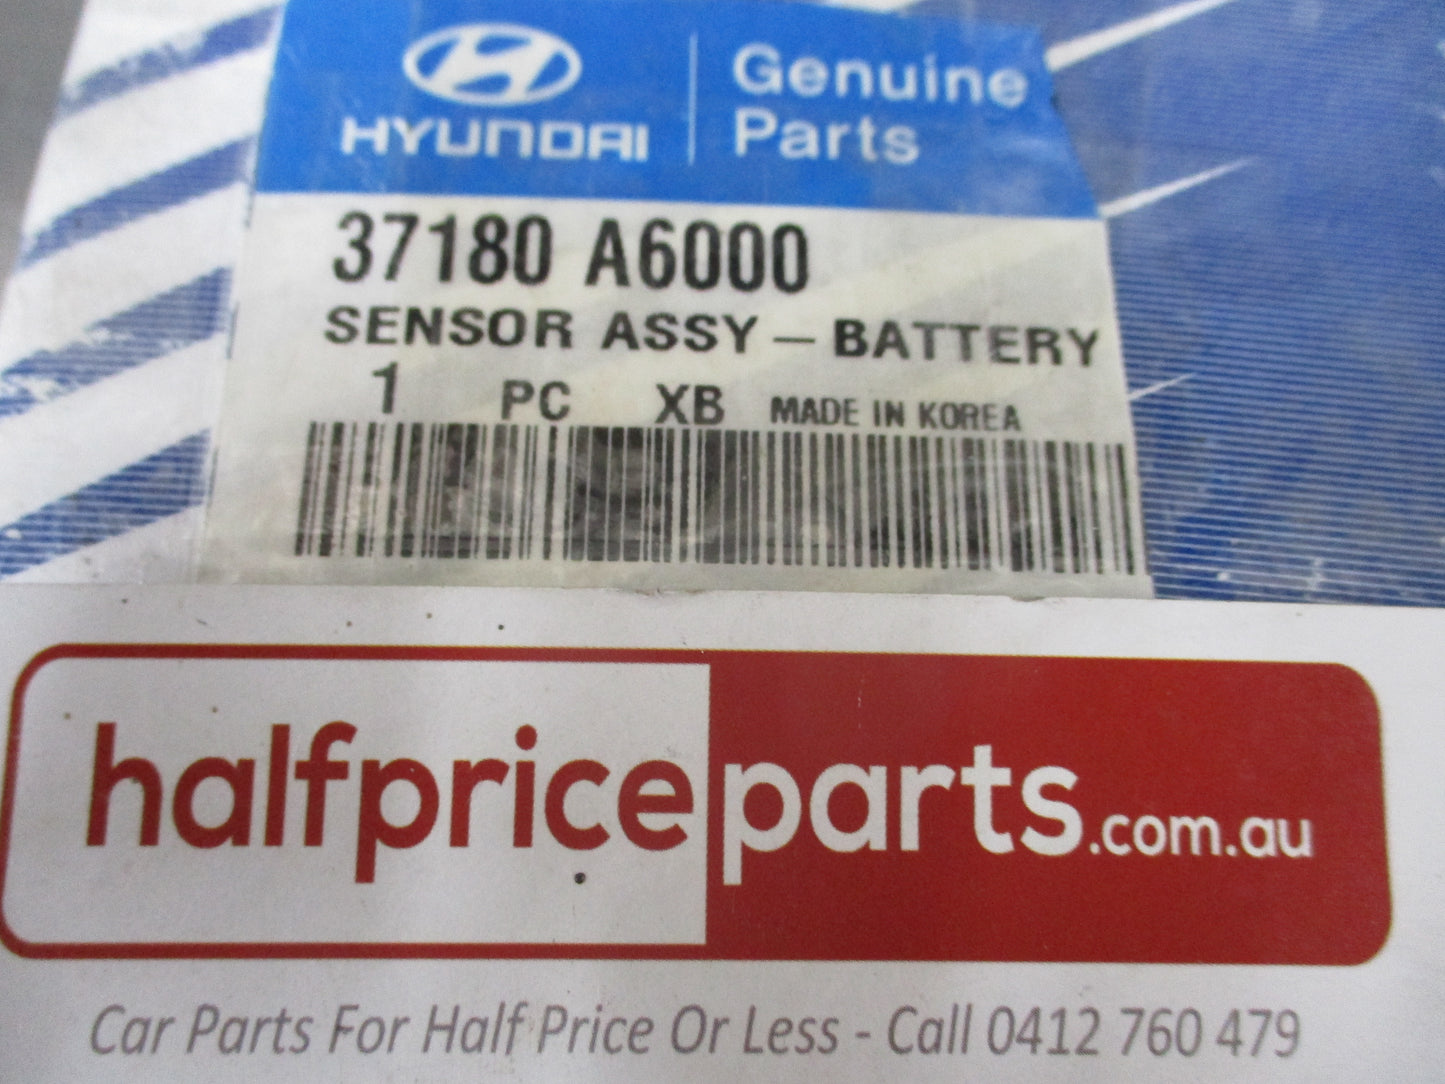 HYUNDAI
Genuine
Parts
37180 A6000
SENSOR ASSY – BATTERY
1 PC XB MADE IN KOREA
halfpriceparts.com.au
Car Parts For Half Price Or Less - Call 0412 760 479